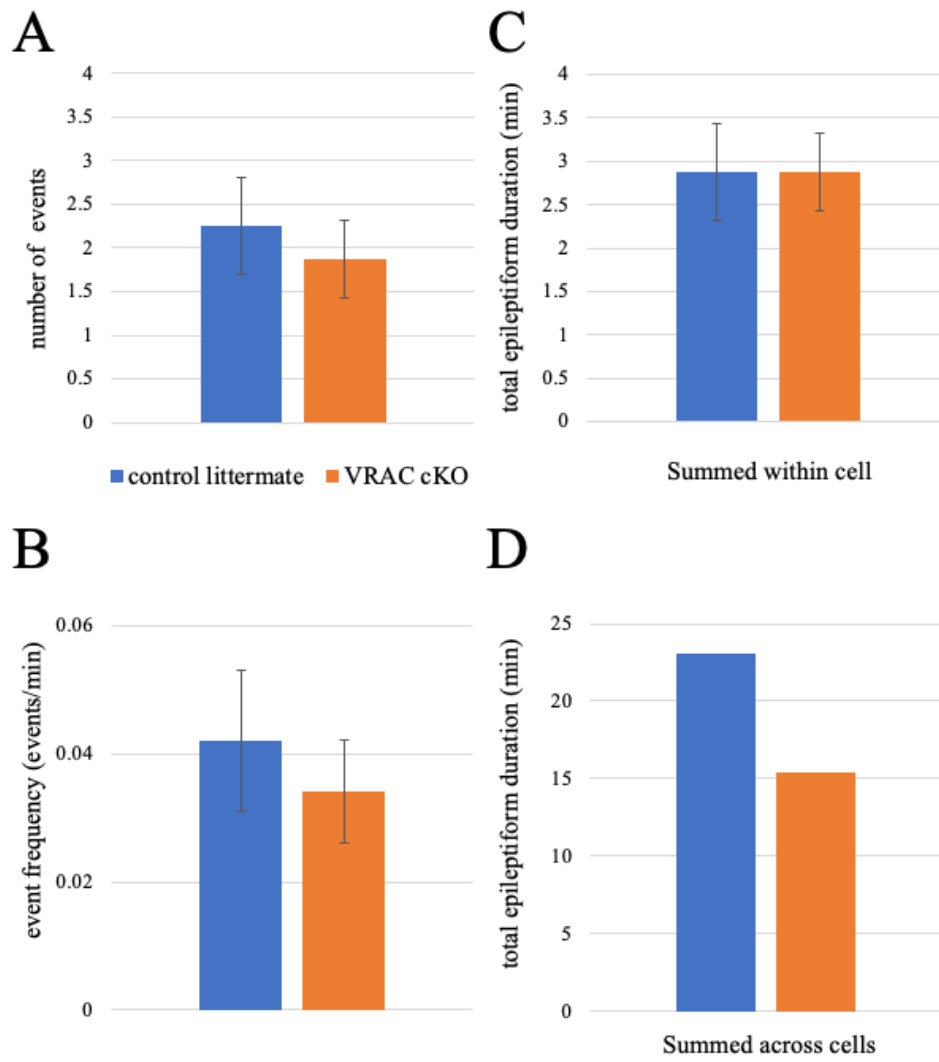 A
number of events
4
3.5
3
2.5
2
1.5
1
0.5
0
control littermate VRAC cKO
C
total epileptiform duration (min)
4
3.5
3
2.5
2
1.5
1
0.5
0
Summed within cell
B
event frequency (events/min)
0.06
0.04
0.02
0
D
total epileptiform duration (min)
25
20
15
10
5
0
Summed across cells